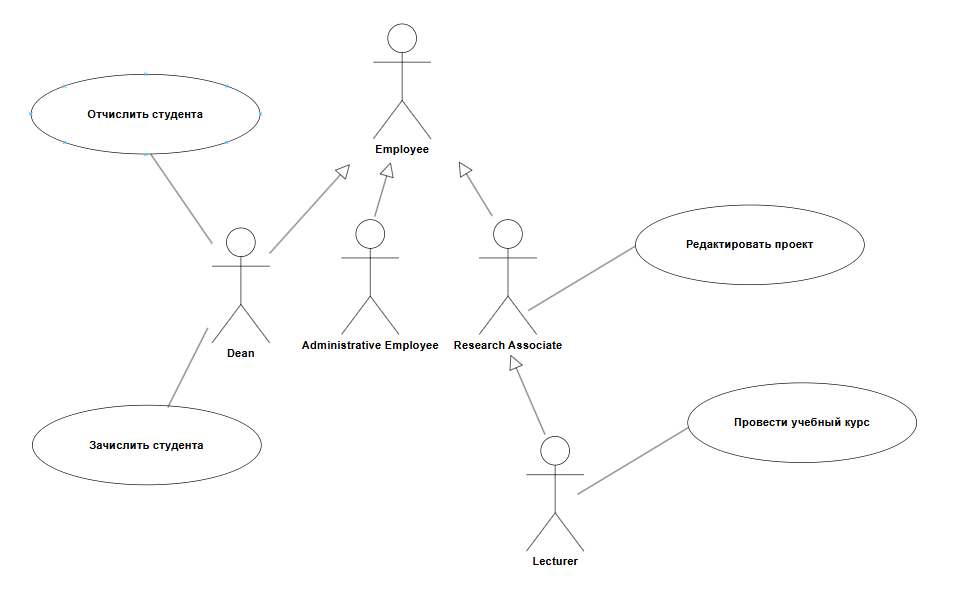 Employee
Отчислить студента
Редактировать проект
Administrative Employee
Research Associate
Dean
Провести учебный курс
Зачислить студента
Lecturer